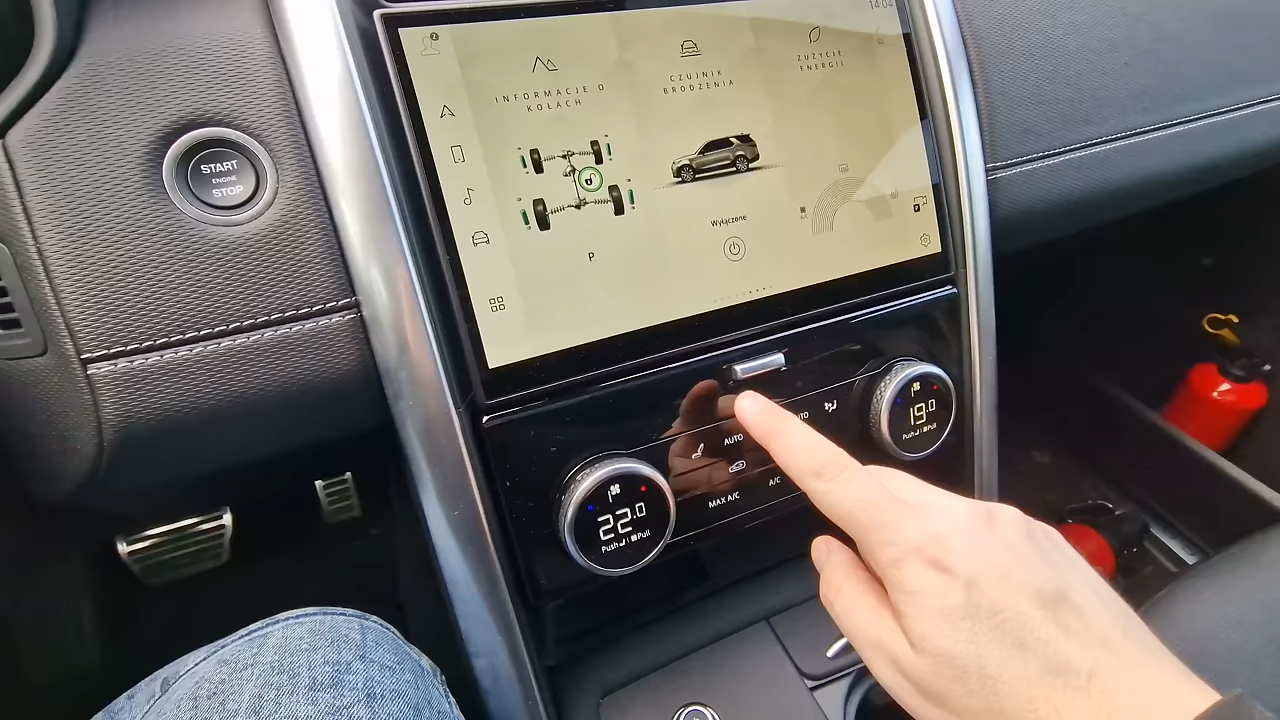 14:04
2
INFORMACJE O
KOŁACH
CZUJNIK
BRODZENIA
ZUŻYCIE
ENERGII
START
ENGINE
STOP
A/C
P
Wyłączone
P
19.0
Push Pull
AUTO
MAX A/C
A/C
22.0
Push Pull